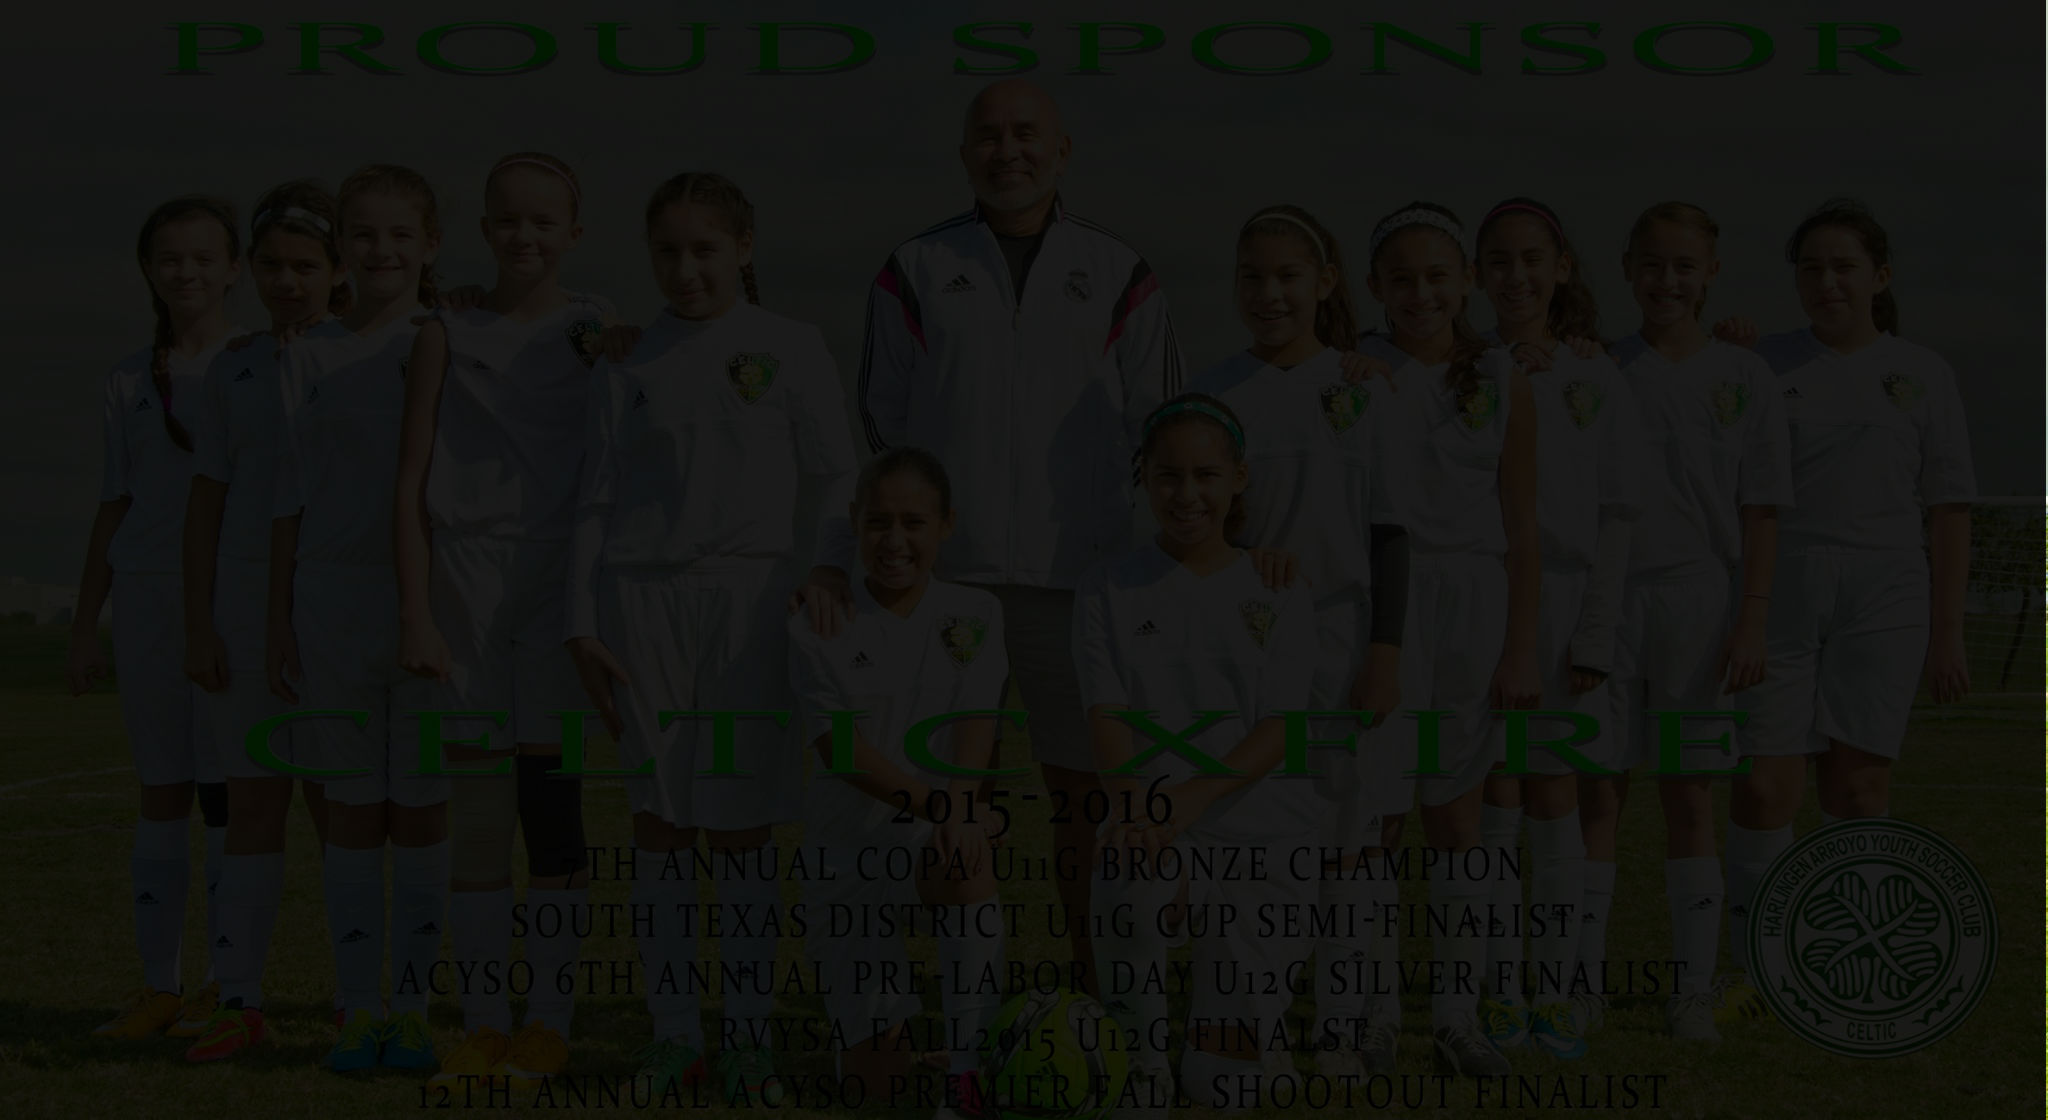 PROUD SPONSOR
CELTIC XFIRE
2015-2016
7TH ANNUAL COPA U11G BRONZE CHAMPION
SOUTH TEXAS DISTRICT U11G CUP SEMI-FINALIST
ACYSO 6TH ANNUAL PRE-LABOR DAY U12G SILVER FINALIST
RVYSA FALL2015 U12G FINALST
12TH ANNUAL ACYSO PREMIER FALL SHOOTOUT FINALIST
HARLINGEN ARROYO YOUTH SOCCER CLUB
CELTIC
adidas
CELTIC